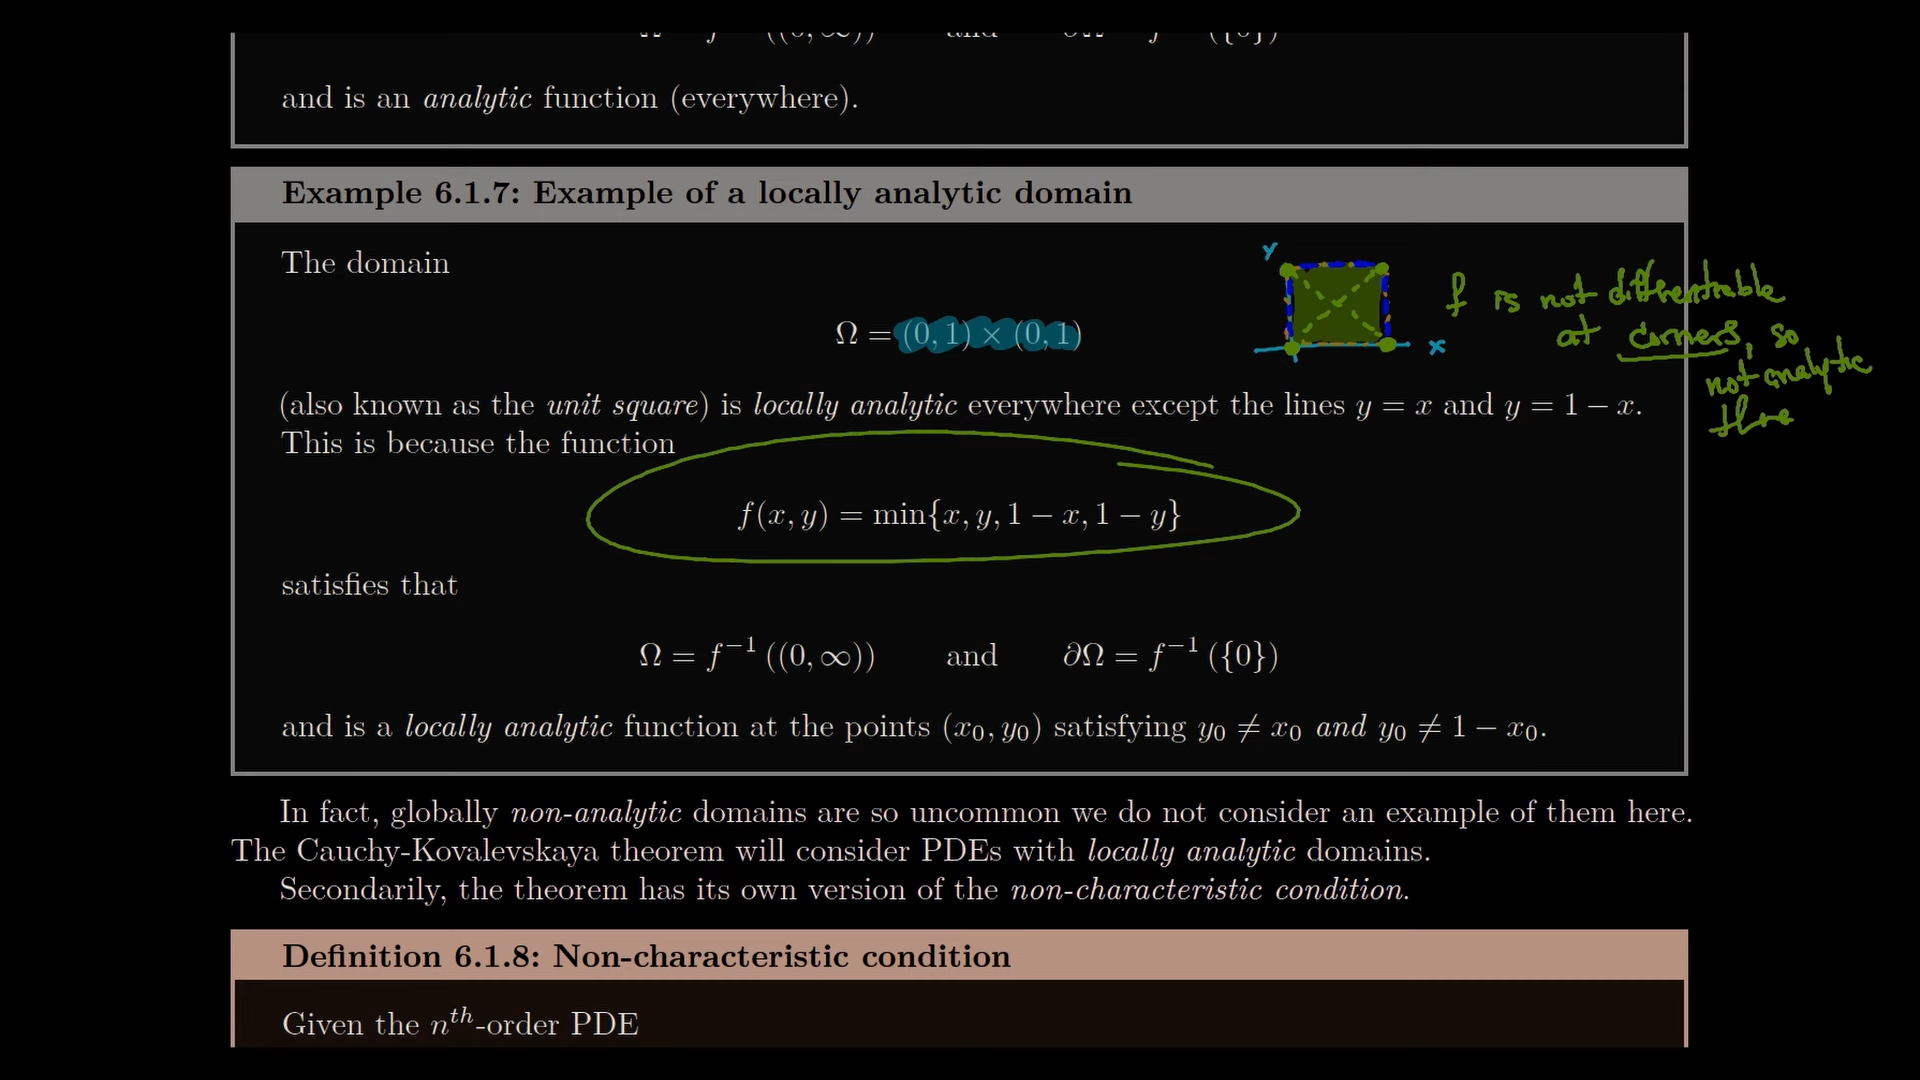 and is an analytic function (everywhere).
Example 6.1.7: Example of a locally analytic domain
The domain
Ω = (0, 1) × (0, 1)
y
x
f is not differentiable
at corners, so
not analytic
there
(also known as the unit square) is locally analytic everywhere except the lines y = x and y = 1 − x.
This is because the function
f(x, y) = min{x, y, 1 − x, 1 − y}
satisfies that
Ω = f⁻¹ ((0, ∞)) and ∂Ω = f⁻¹ ({0})
and is a locally analytic function at the points (x₀, y₀) satisfying y₀ ≠ x₀ and y₀ ≠ 1 − x₀.
In fact, globally non-analytic domains are so uncommon we do not consider an example of them here.
The Cauchy-Kovalevskaya theorem will consider PDEs with locally analytic domains.
Secondarily, the theorem has its own version of the non-characteristic condition.
Definition 6.1.8: Non-characteristic condition
Given the nᵗʰ-order PDE